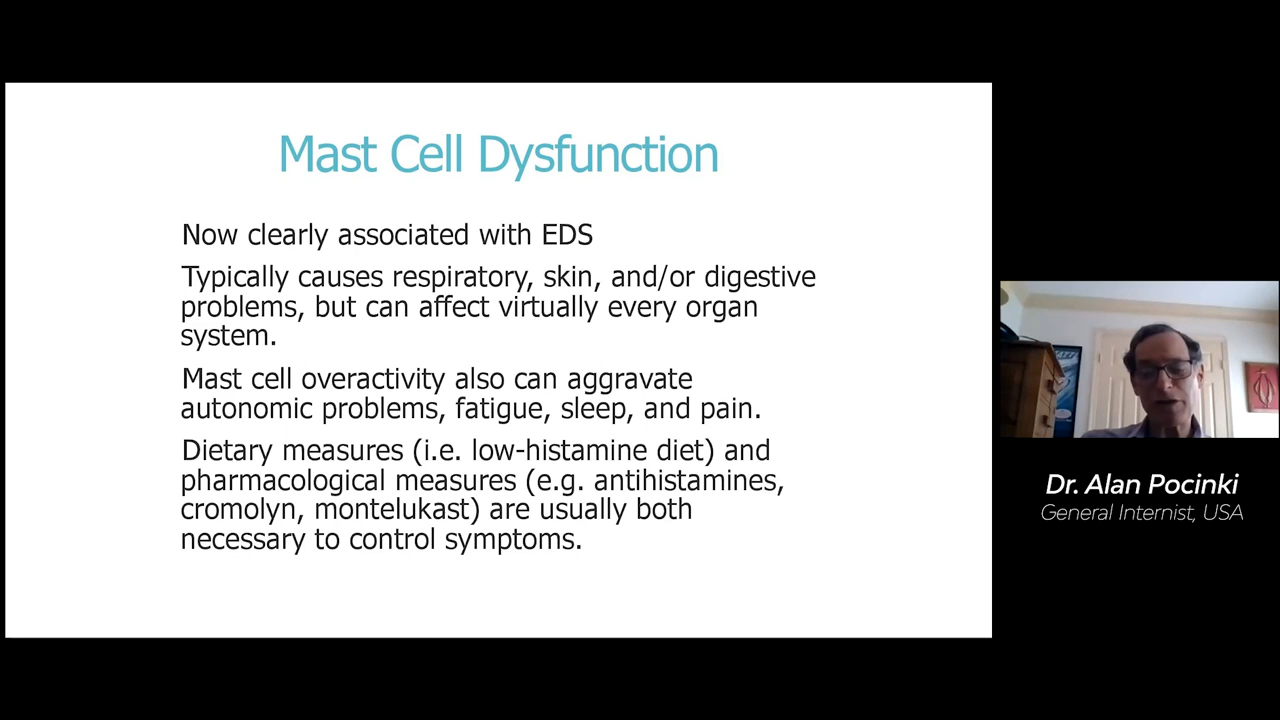 Mast Cell Dysfunction
Now clearly associated with EDS
Typically causes respiratory, skin, and/or digestive
problems, but can affect virtually every organ
system.
Mast cell overactivity also can aggravate
autonomic problems, fatigue, sleep, and pain.
Dietary measures (i.e. low-histamine diet) and
pharmacological measures (e.g. antihistamines,
cromolyn, montelukast) are usually both
necessary to control symptoms.
Dr. Alan Pocinki
General Internist, USA